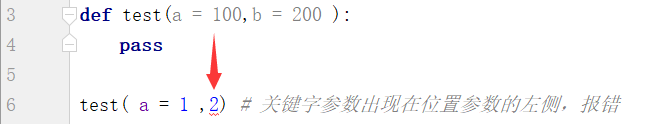 3 def test(a = 100,b = 200 ):
4 pass
5
6 test( a = 1 ,2) # 关键字参数出现在位置参数的左侧，报错